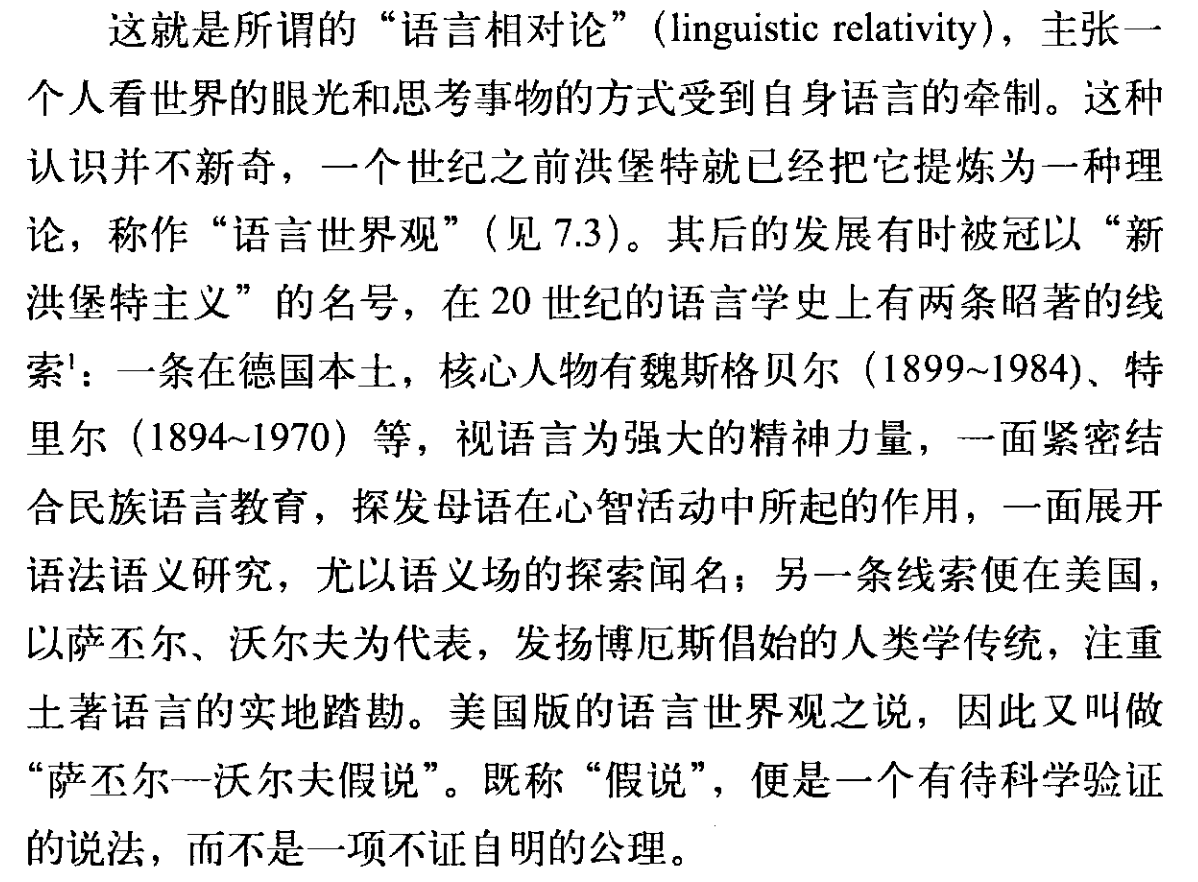 这就是所谓的“语言相对论”（linguistic relativity），主张一
个人看世界的眼光和思考事物的方式受到自身语言的牵制。这种
认识并不新奇，一个世纪之前洪堡特就已经把它提炼为一种理
论，称作“语言世界观”（见 7.3）。其后的发展有时被冠以“新
洪堡特主义”的名号，在 20 世纪的语言学史上有两条昭著的线
索¹：一条在德国本土，核心人物有魏斯格贝尔（1899~1984）、特
里尔（1894~1970）等，视语言为强大的精神力量，一面紧密结
合民族语言教育，探发母语在心智活动中所起的作用，一面展开
语法语义研究，尤以语义场的探索闻名；另一条线索便在美国，
以萨丕尔、沃尔夫为代表，发扬博厄斯倡始的人类学传统，注重
土著语言的实地踏勘。美国版的语言世界观之说，因此又叫做
“萨丕尔—沃尔夫假说”。既称“假说”，便是一个有待科学验证
的说法，而不是一项不证自明的公理。